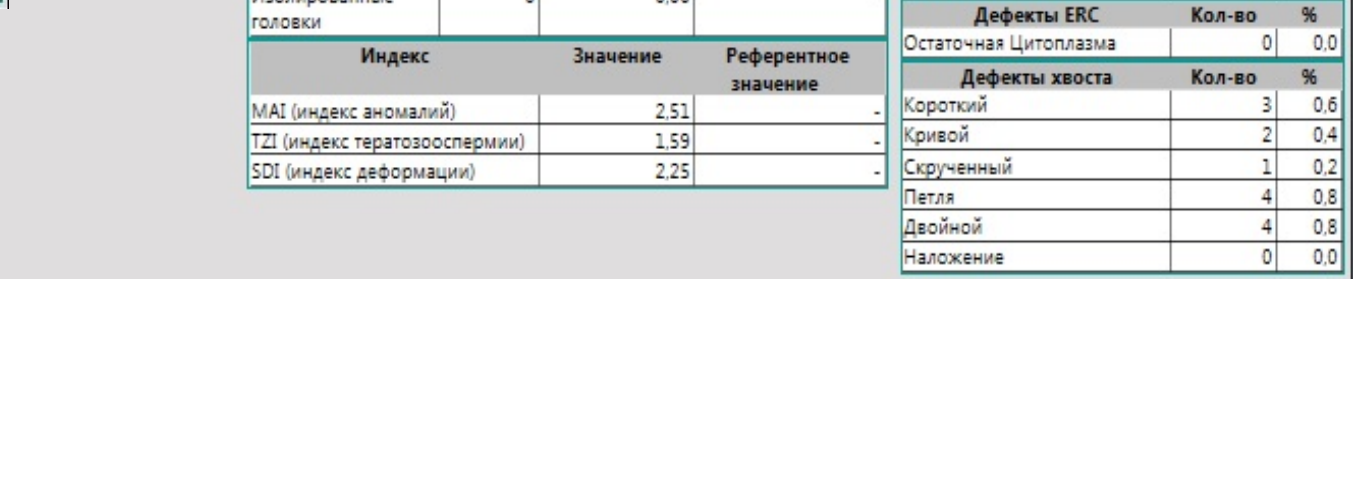 головки
Индекс Значение Референтное значение
MAI (индекс аномалий) 2,51 -
TZI (индекс тератозооспермии) 1,59 -
SDI (индекс деформации) 2,25 -
Дефекты ERC Кол-во %
Остаточная Цитоплазма 0 0,0
Дефекты хвоста Кол-во %
Короткий 3 0,6
Кривой 2 0,4
Скрученный 1 0,2
Петля 4 0,8
Двойной 4 0,8
Наложение 0 0,0